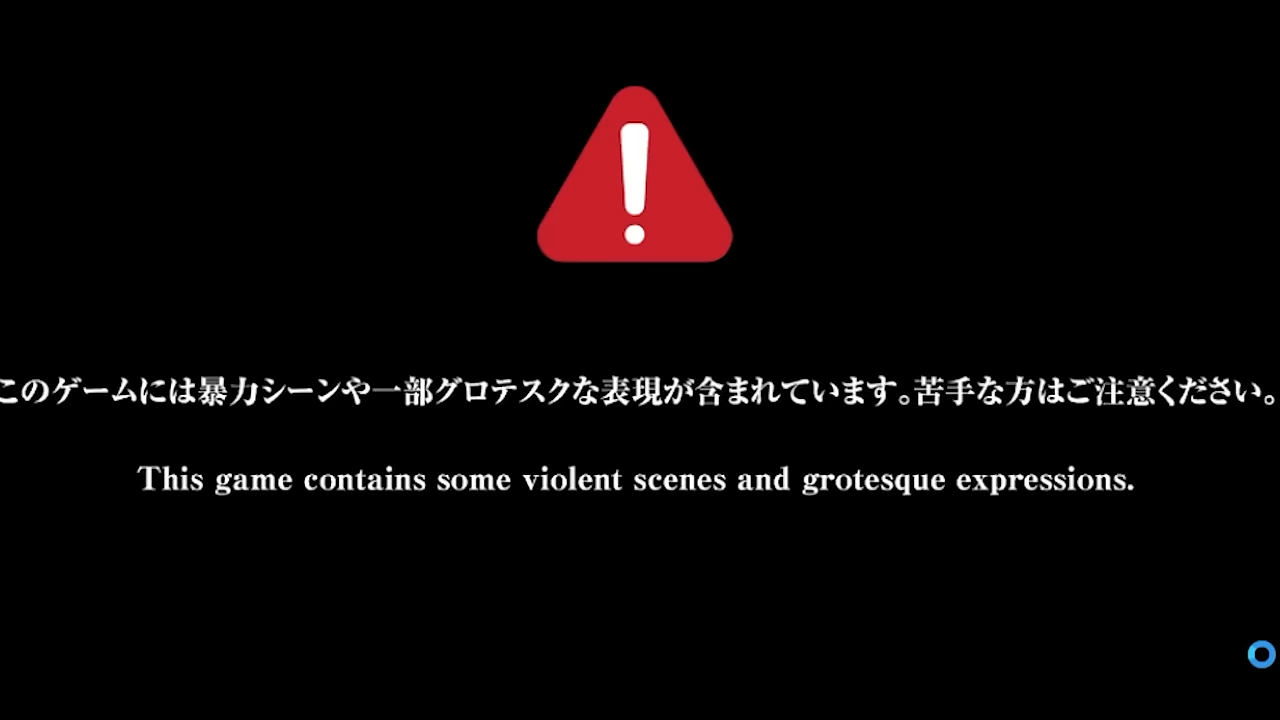 このゲームには暴力シーンや一部グロテスクな表現が含まれています。苦手な方はご注意ください。
This game contains some violent scenes and grotesque expressions.